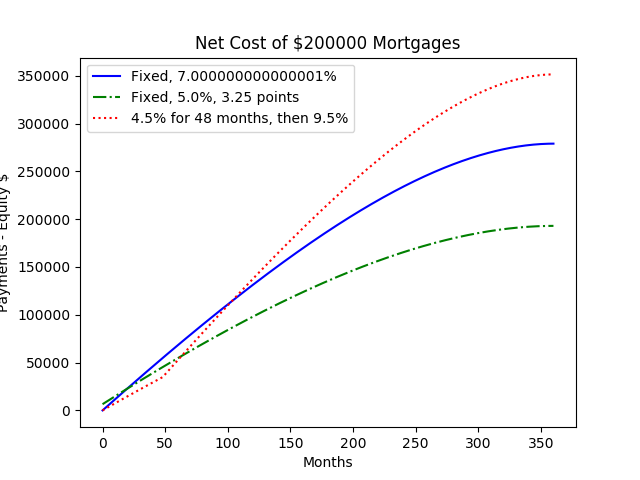 Net Cost of $200000 Mortgages
Fixed, 7.000000000000001%
Fixed, 5.0%, 3.25 points
4.5% for 48 months, then 9.5%
350000
300000
250000
200000
150000
100000
50000
0
Payments - Equity $
0 50 100 150 200 250 300 350
Months